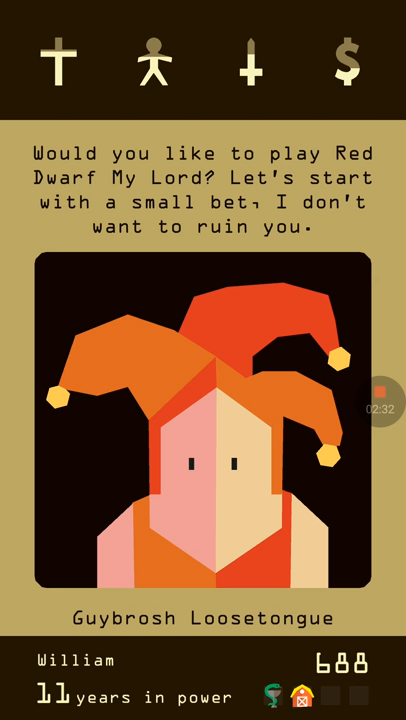 Would you like to play Red
Dwarf My Lord? Let's start
with a small bet, I don't
want to ruin you.
02:32
Guybrosh Loosetongue
William
688
11 years in power